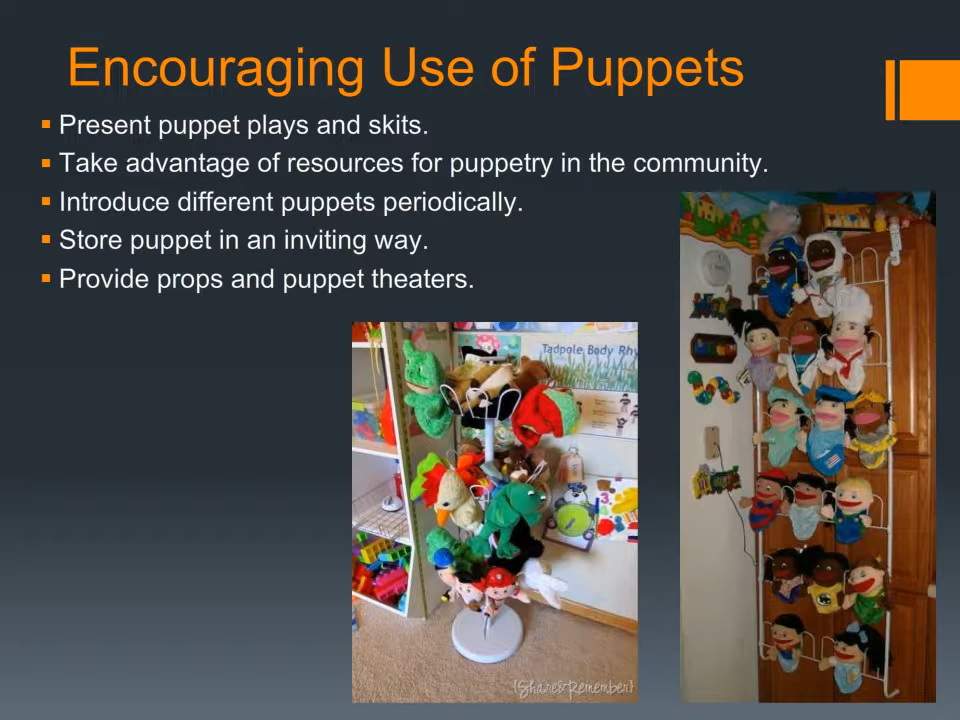 Encouraging Use of Puppets
Present puppet plays and skits.
Take advantage of resources for puppetry in the community.
Introduce different puppets periodically.
Store puppet in an inviting way.
Provide props and puppet theaters.
Tadpole Body Rhy
3.
{Share&Remember}